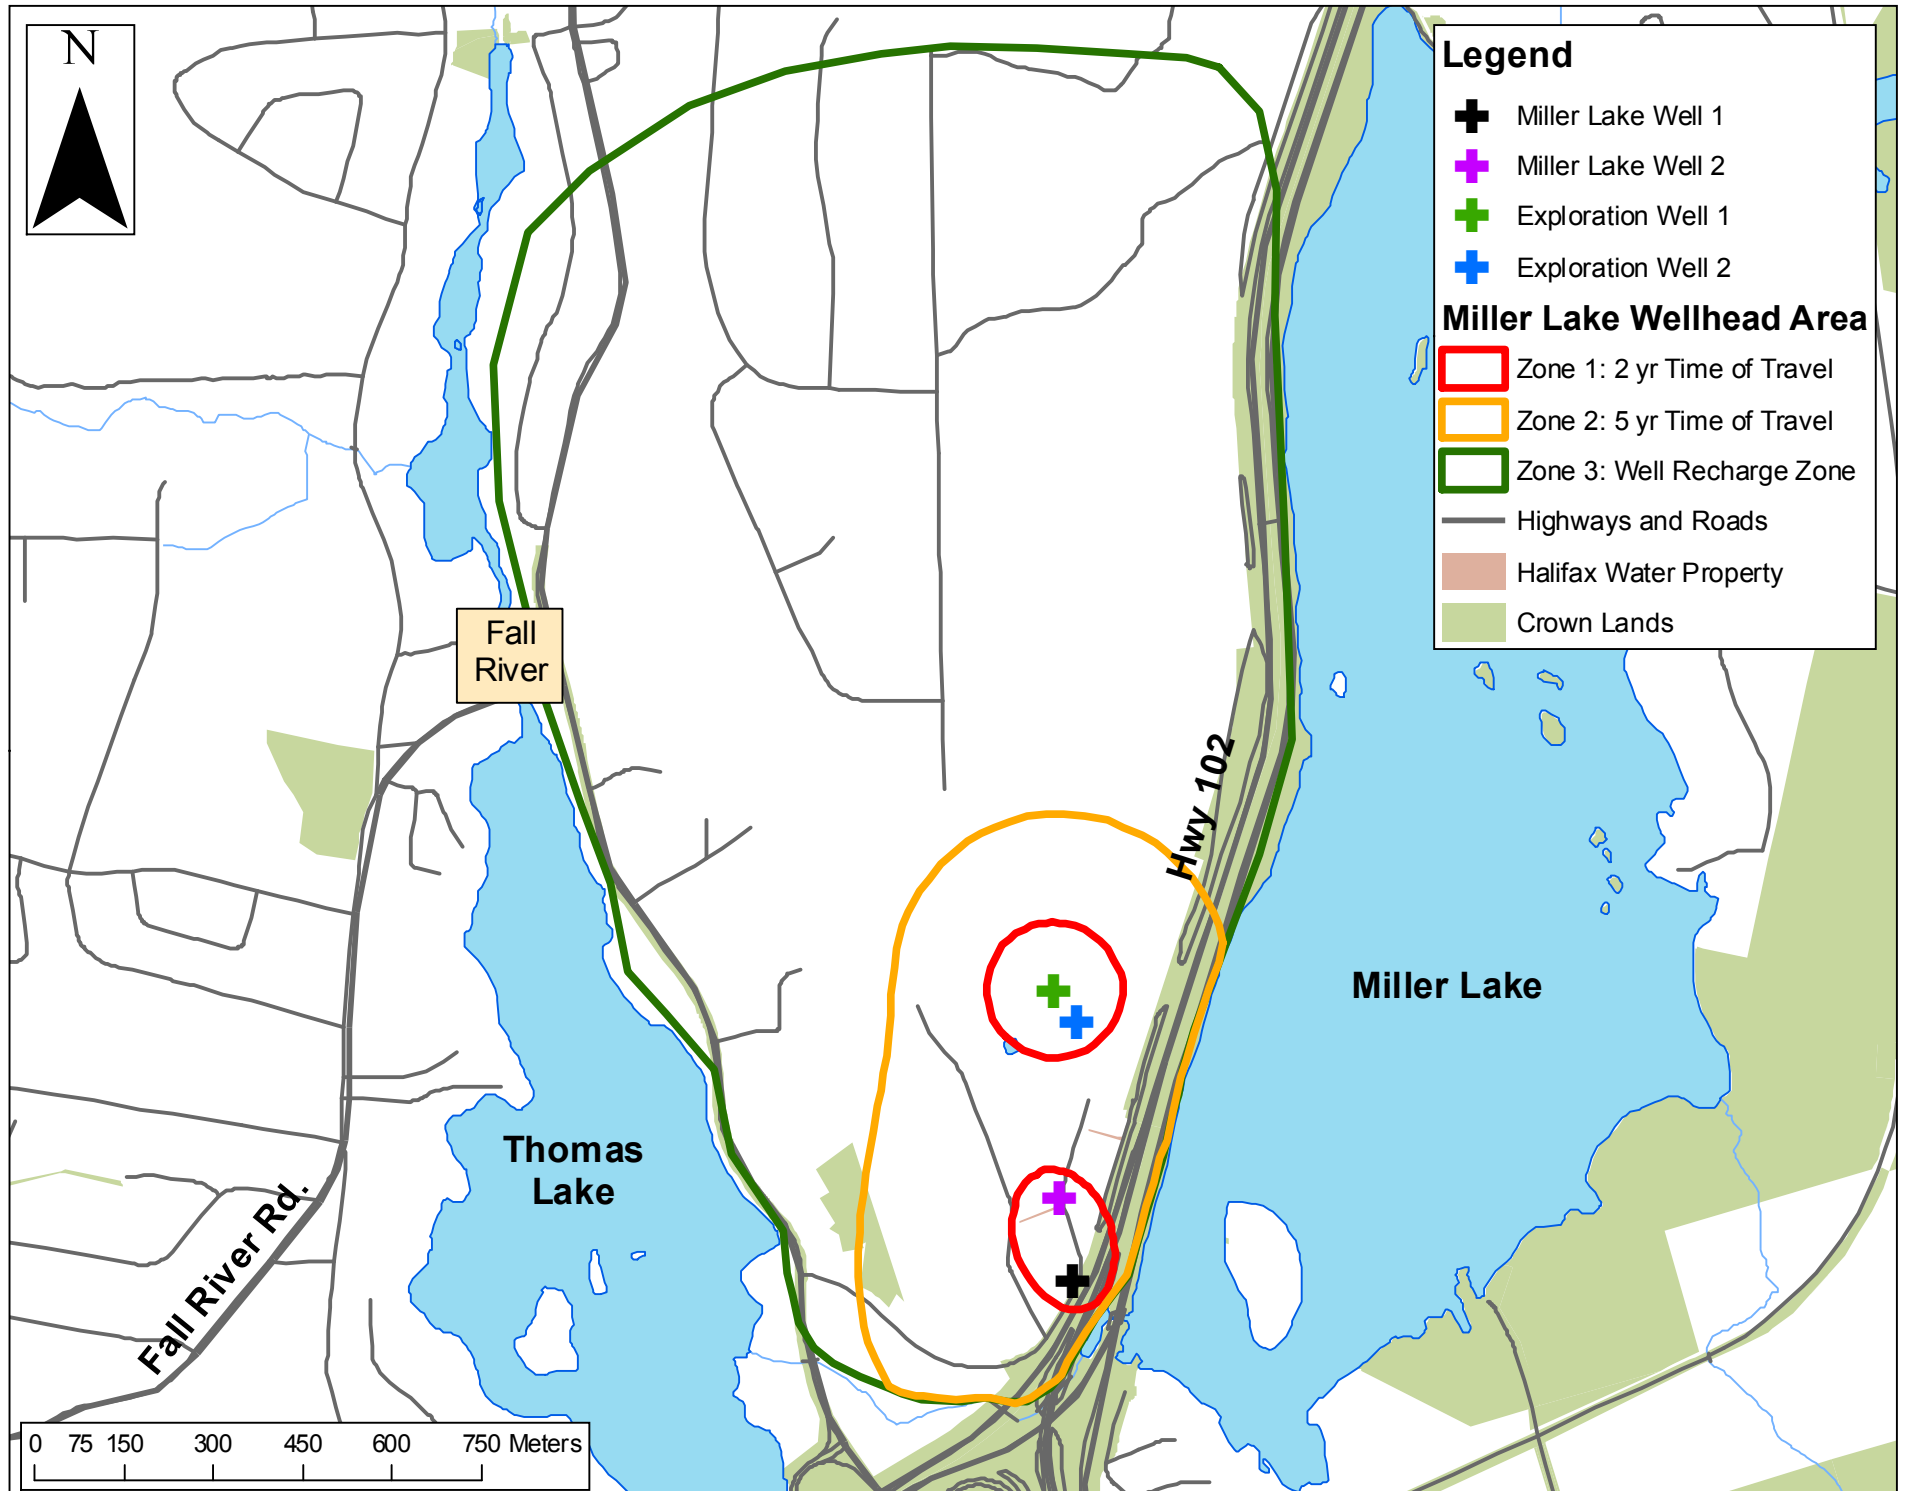 N
Legend
Miller Lake Well 1
Miller Lake Well 2
Exploration Well 1
Exploration Well 2
Miller Lake Wellhead Area
Zone 1: 2 yr Time of Travel
Zone 2: 5 yr Time of Travel
Zone 3: Well Recharge Zone
Highways and Roads
Halifax Water Property
Crown Lands
Fall
River
Hwy 102
Miller Lake
Thomas
Lake
Fall River Rd.
0 75 150 300 450 600 750 Meters